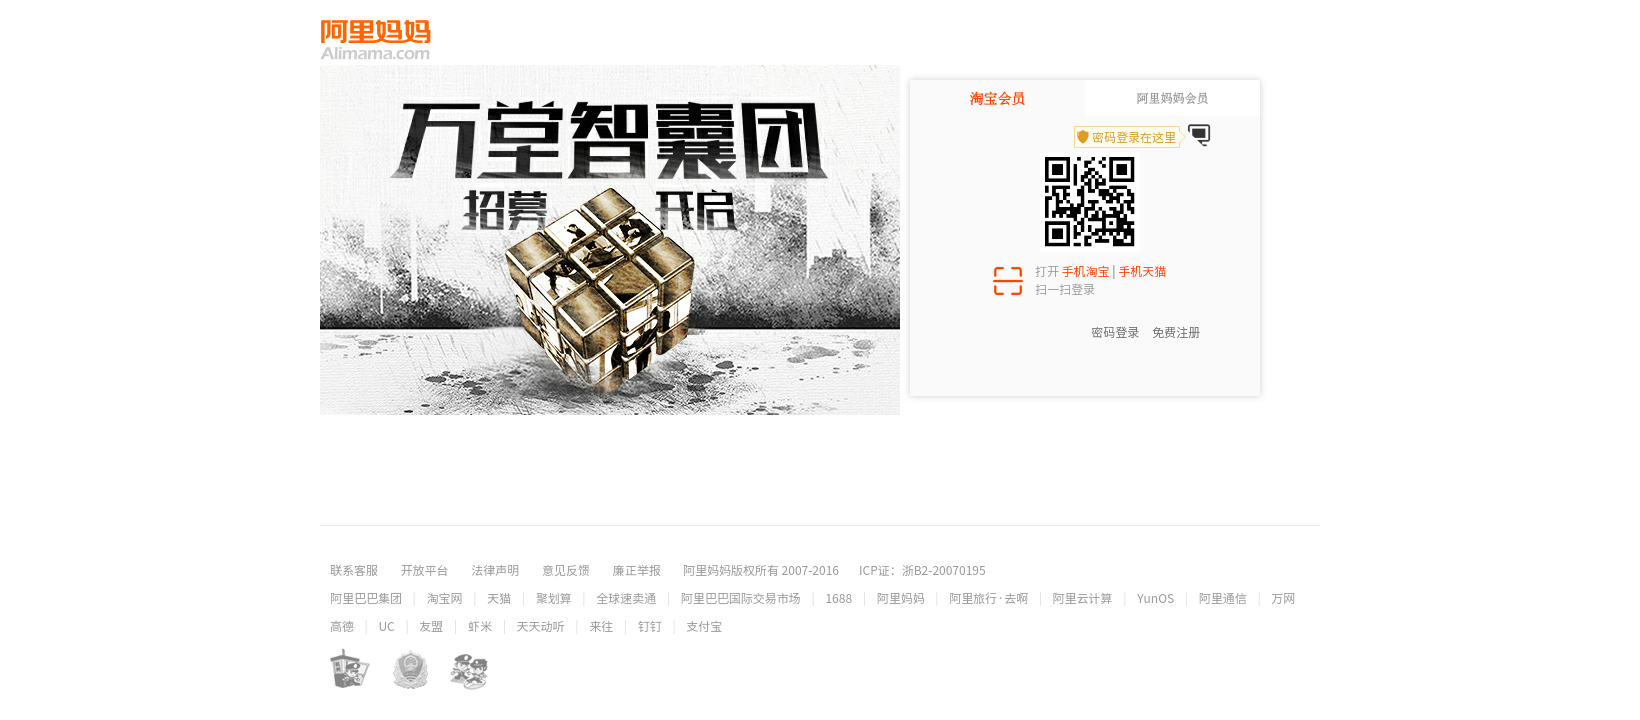 阿里妈妈
Alimama.com
万堂智囊团
招募 开启
淘宝会员 阿里妈妈会员
密码登录在这里
打开 手机淘宝 | 手机天猫
扫一扫登录
密码登录 免费注册
联系客服 开放平台 法律声明 意见反馈 廉正举报 阿里妈妈版权所有 2007-2016 ICP证：浙B2-20070195
阿里巴巴集团 | 淘宝网 | 天猫 | 聚划算 | 全球速卖通 | 阿里巴巴国际交易市场 | 1688 | 阿里妈妈 | 阿里旅行·去啊 | 阿里云计算 | YunOS | 阿里通信 | 万网
高德 | UC | 友盟 | 虾米 | 天天动听 | 来往 | 钉钉 | 支付宝